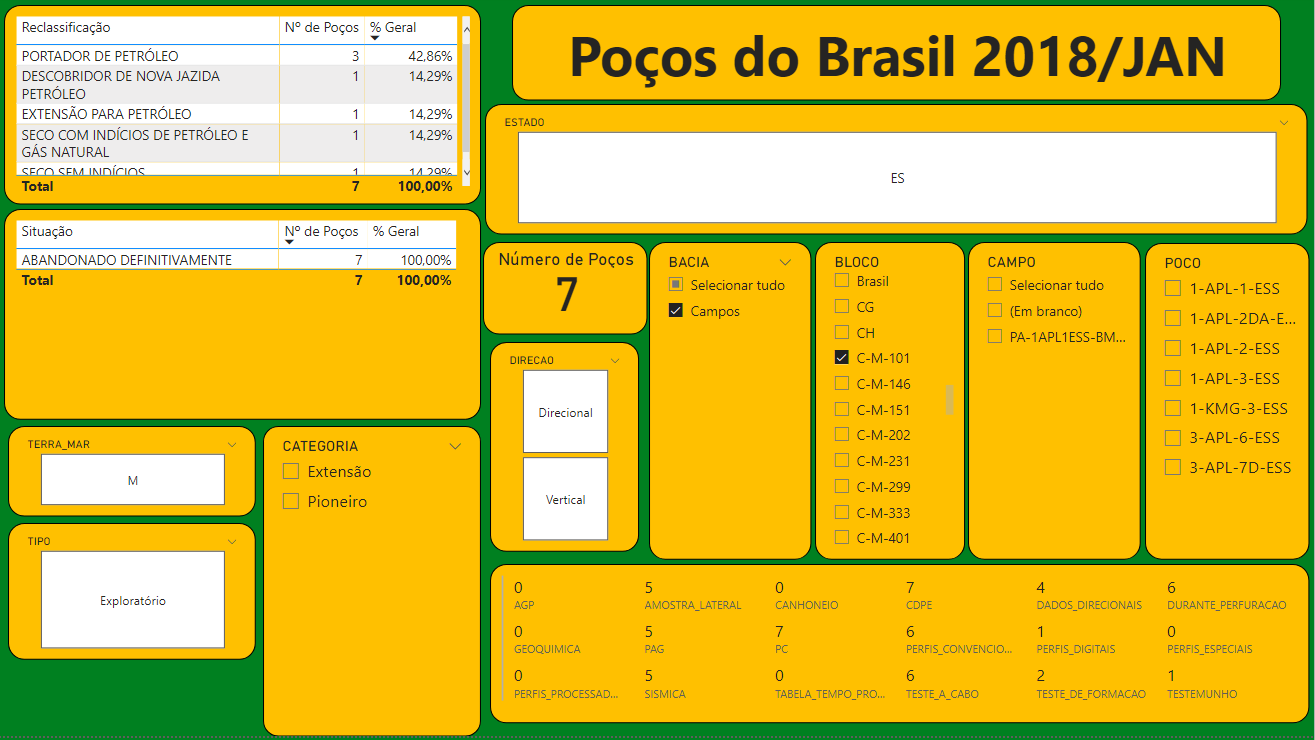 Reclassificação Nº de Poços % Geral
PORTADOR DE PETRÓLEO 3 42,86%
DESCOBRIDOR DE NOVA JAZIDA 1 14,29%
PETRÓLEO
EXTENSÃO PARA PETRÓLEO 1 14,29%
SECO COM INDÍCIOS DE PETRÓLEO E 1 14,29%
GÁS NATURAL
SECO SEM INDÍCIOS 1 14,29%
Total 7 100,00%
Situação Nº de Poços % Geral
ABANDONADO DEFINITIVAMENTE 7 100,00%
Total 7 100,00%
TERRA_MAR
M
TIPO
Exploratório
CATEGORIA
Extensão
Pioneiro
Poços do Brasil 2018/JAN
ESTADO
ES
Número de Poços
7
DIRECAO
Direcional
Vertical
BACIA
Selecionar tudo
Campos
BLOCO
Brasil
CG
CH
C-M-101
C-M-146
C-M-151
C-M-202
C-M-231
C-M-299
C-M-333
C-M-401
CAMPO
Selecionar tudo
(Em branco)
PA-1APL1ESS-BM...
POCO
1-APL-1-ESS
1-APL-2DA-E...
1-APL-2-ESS
1-APL-3-ESS
1-KMG-3-ESS
3-APL-6-ESS
3-APL-7D-ESS
0 5 0 7 4 6
AGP AMOSTRA_LATERAL CANHONEIO CDPE DADOS_DIRECIONAIS DURANTE_PERFURACAO
0 5 7 6 1 0
GEOQUIMICA PAG PC PERFIS_CONVENCIO... PERFIS_DIGITAIS PERFIS_ESPECIAIS
0 5 0 6 2 1
PERFIS_PROCESSAD... SISMICA TABELA_TEMPO_PRO... TESTE_A_CABO TESTE_DE_FORMACAO TESTEMUNHO